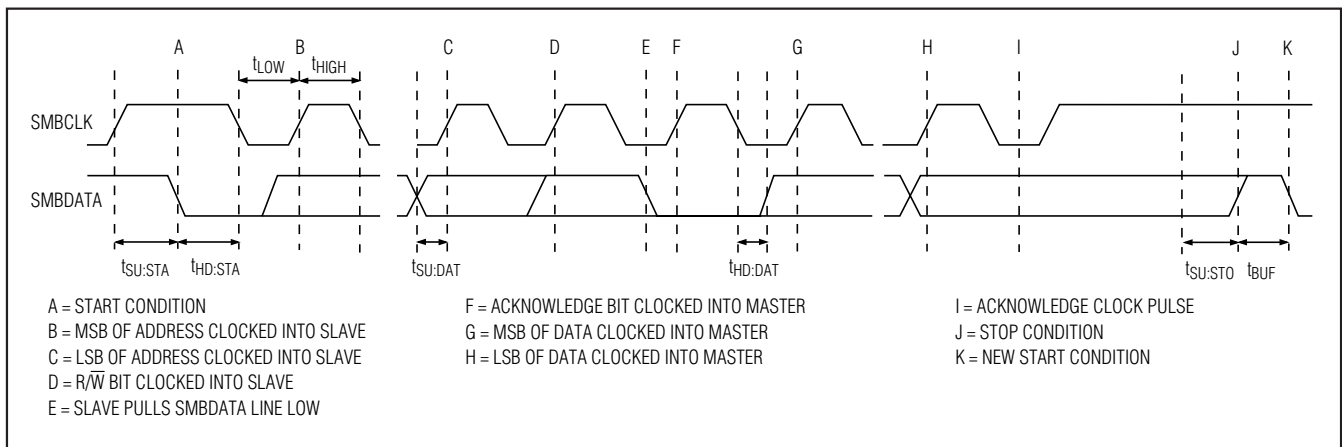 A B C D E F G H I J K
tLOW tHIGH
SMBCLK
SMBDATA
tSU:STA tHD:STA tSU:DAT tHD:DAT tSU:STO tBUF
A = START CONDITION
B = MSB OF ADDRESS CLOCKED INTO SLAVE
C = LSB OF ADDRESS CLOCKED INTO SLAVE
D = R/W̅ BIT CLOCKED INTO SLAVE
E = SLAVE PULLS SMBDATA LINE LOW
F = ACKNOWLEDGE BIT CLOCKED INTO MASTER
G = MSB OF DATA CLOCKED INTO MASTER
H = LSB OF DATA CLOCKED INTO MASTER
I = ACKNOWLEDGE CLOCK PULSE
J = STOP CONDITION
K = NEW START CONDITION